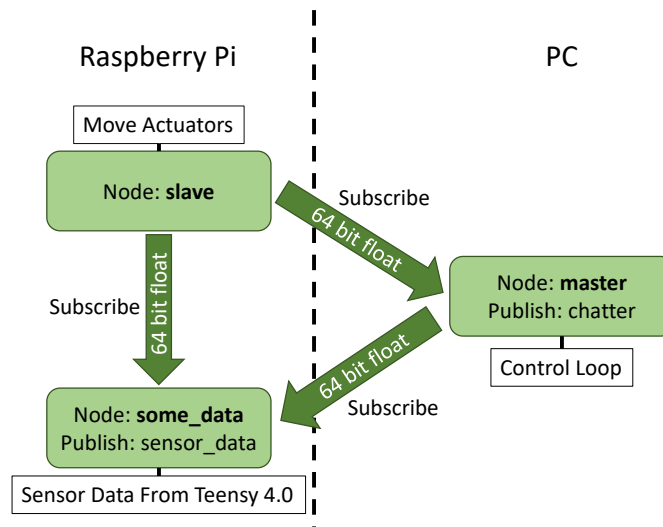 Raspberry Pi
PC
Move Actuators
Node: slave
Subscribe
64 bit float
Subscribe
64 bit float
Node: master
Publish: chatter
Control Loop
64 bit float
Subscribe
Node: some_data
Publish: sensor_data
Sensor Data From Teensy 4.0